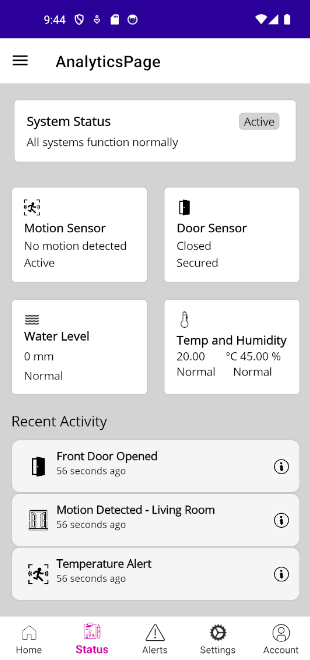 9:44
AnalyticsPage
System Status
Active
All systems function normally
Motion Sensor
No motion detected
Active
Door Sensor
Closed
Secured
Water Level
0 mm
Normal
Temp and Humidity
20.00 °C 45.00 %
Normal Normal
Recent Activity
Front Door Opened
56 seconds ago
Motion Detected - Living Room
56 seconds ago
Temperature Alert
56 seconds ago
Home Status Alerts Settings Account